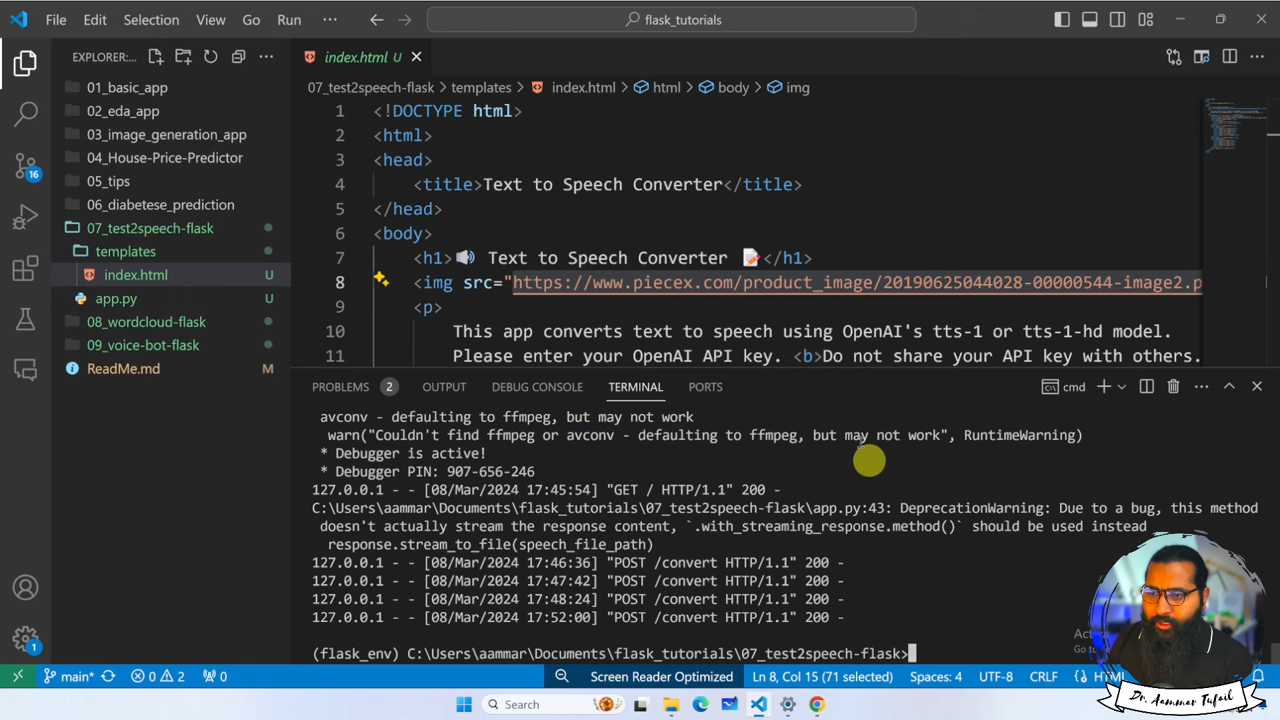 File Edit Selection View Go Run ··· flask_tutorials
EXPLORER:... index.html U
07_test2speech-flask > templates > index.html > html > body > img
01_basic_app
02_eda_app
03_image_generation_app
04_House-Price-Predictor
05_tips
06_diabetese_prediction
07_test2speech-flask
templates
index.html U
app.py U
08_wordcloud-flask
09_voice-bot-flask
ReadMe.md M
16
1
1 <!DOCTYPE html>
2 <html>
3 <head>
4 <title>Text to Speech Converter</title>
5 </head>
6 <body>
7 <h1>🔊 Text to Speech Converter 📝</h1>
8 <img src="https://www.piecex.com/product_image/20190625044028-00000544-image2.p
9 <p>
10 This app converts text to speech using OpenAI's tts-1 or tts-1-hd model.
11 Please enter your OpenAI API key. <b>Do not share your API key with others.
PROBLEMS 2 OUTPUT DEBUG CONSOLE TERMINAL PORTS cmd
avconv - defaulting to ffmpeg, but may not work
warn("Couldn't find ffmpeg or avconv - defaulting to ffmpeg, but may not work", RuntimeWarning)
* Debugger is active!
* Debugger PIN: 907-656-246
127.0.0.1 - - [08/Mar/2024 17:45:54] "GET / HTTP/1.1" 200 -
C:\Users\aammar\Documents\flask_tutorials\07_test2speech-flask\app.py:43: DeprecationWarning: Due to a bug, this method
doesn't actually stream the response content, `.with_streaming_response.method()` should be used instead
response.stream_to_file(speech_file_path)
127.0.0.1 - - [08/Mar/2024 17:46:36] "POST /convert HTTP/1.1" 200 -
127.0.0.1 - - [08/Mar/2024 17:47:42] "POST /convert HTTP/1.1" 200 -
127.0.0.1 - - [08/Mar/2024 17:48:24] "POST /convert HTTP/1.1" 200 -
127.0.0.1 - - [08/Mar/2024 17:52:00] "POST /convert HTTP/1.1" 200 -
(flask_env) C:\Users\aammar\Documents\flask_tutorials\07_test2speech-flask>
main* 0 2 0 Screen Reader Optimized Ln 8, Col 15 (71 selected) Spaces: 4 UTF-8 CRLF
Search
Dr. Aammar Tufail